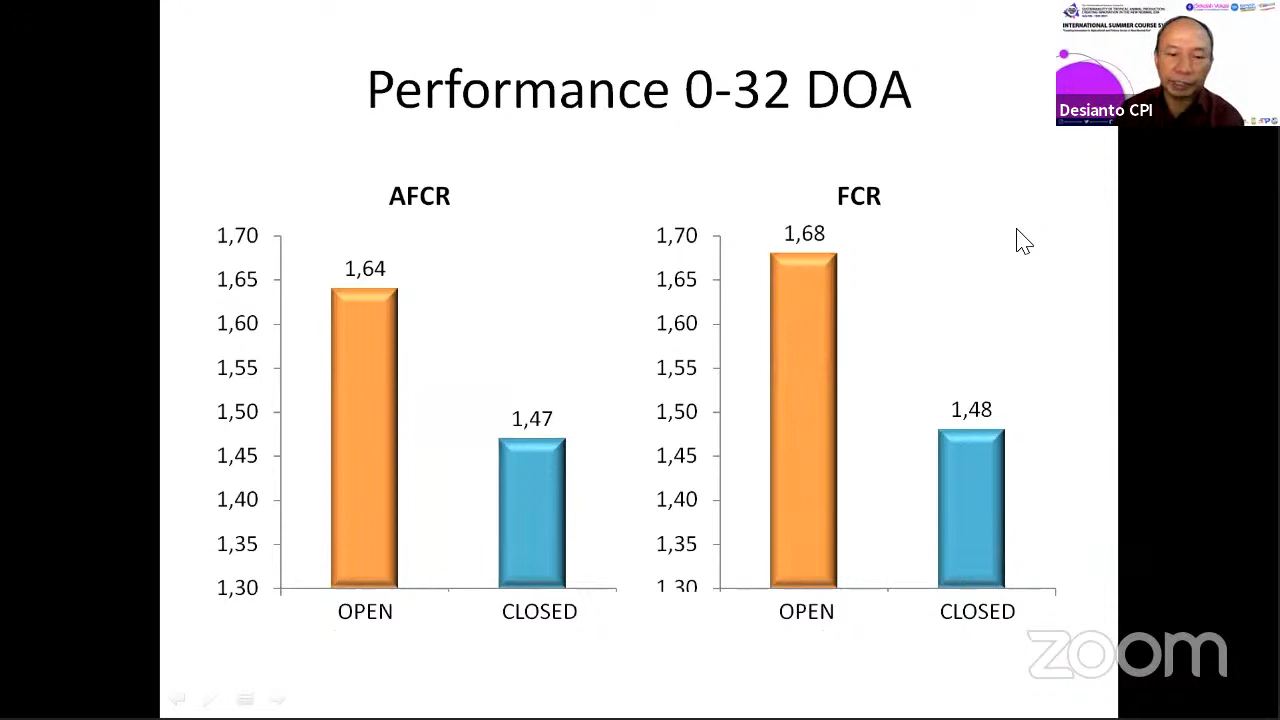 Performance 0-32 DOA
INTERNATIONAL SUMMER COURSE
Desianto CPI
AFCR
1,70
1,65
1,60
1,55
1,50
1,45
1,40
1,35
1,30
1,64
1,47
OPEN
CLOSED
FCR
1,70
1,65
1,60
1,55
1,50
1,45
1,40
1,35
1,30
1,68
1,48
OPEN
CLOSED
zoom